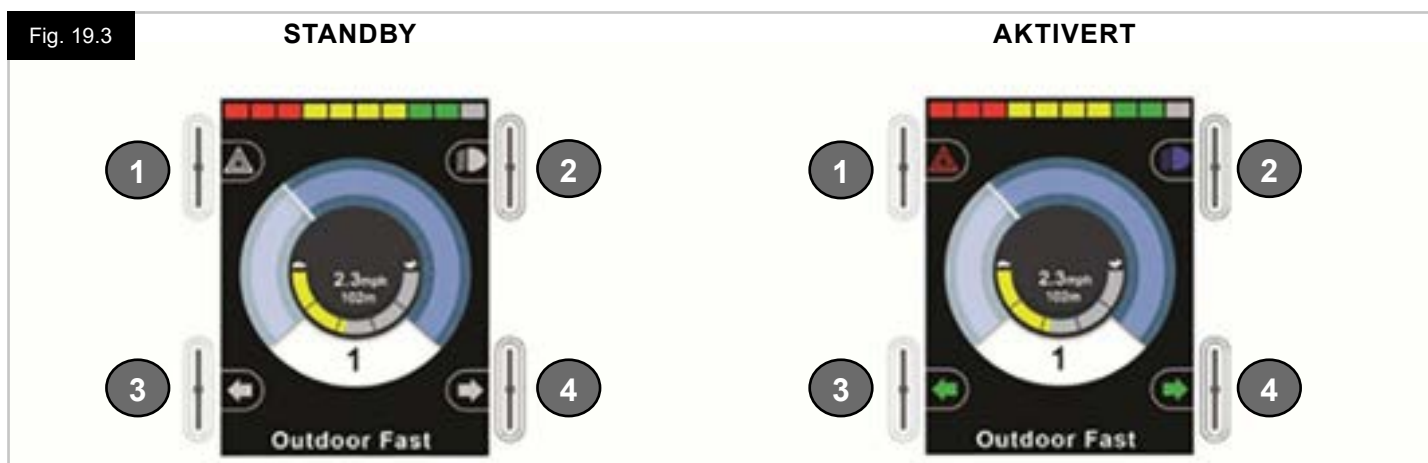 Fig. 19.3
STANDBY
AKTIVERT
1
2
3
4
2.3mph
102m
1
Outdoor Fast
1
2
3
4
2.3mph
102m
1
Outdoor Fast